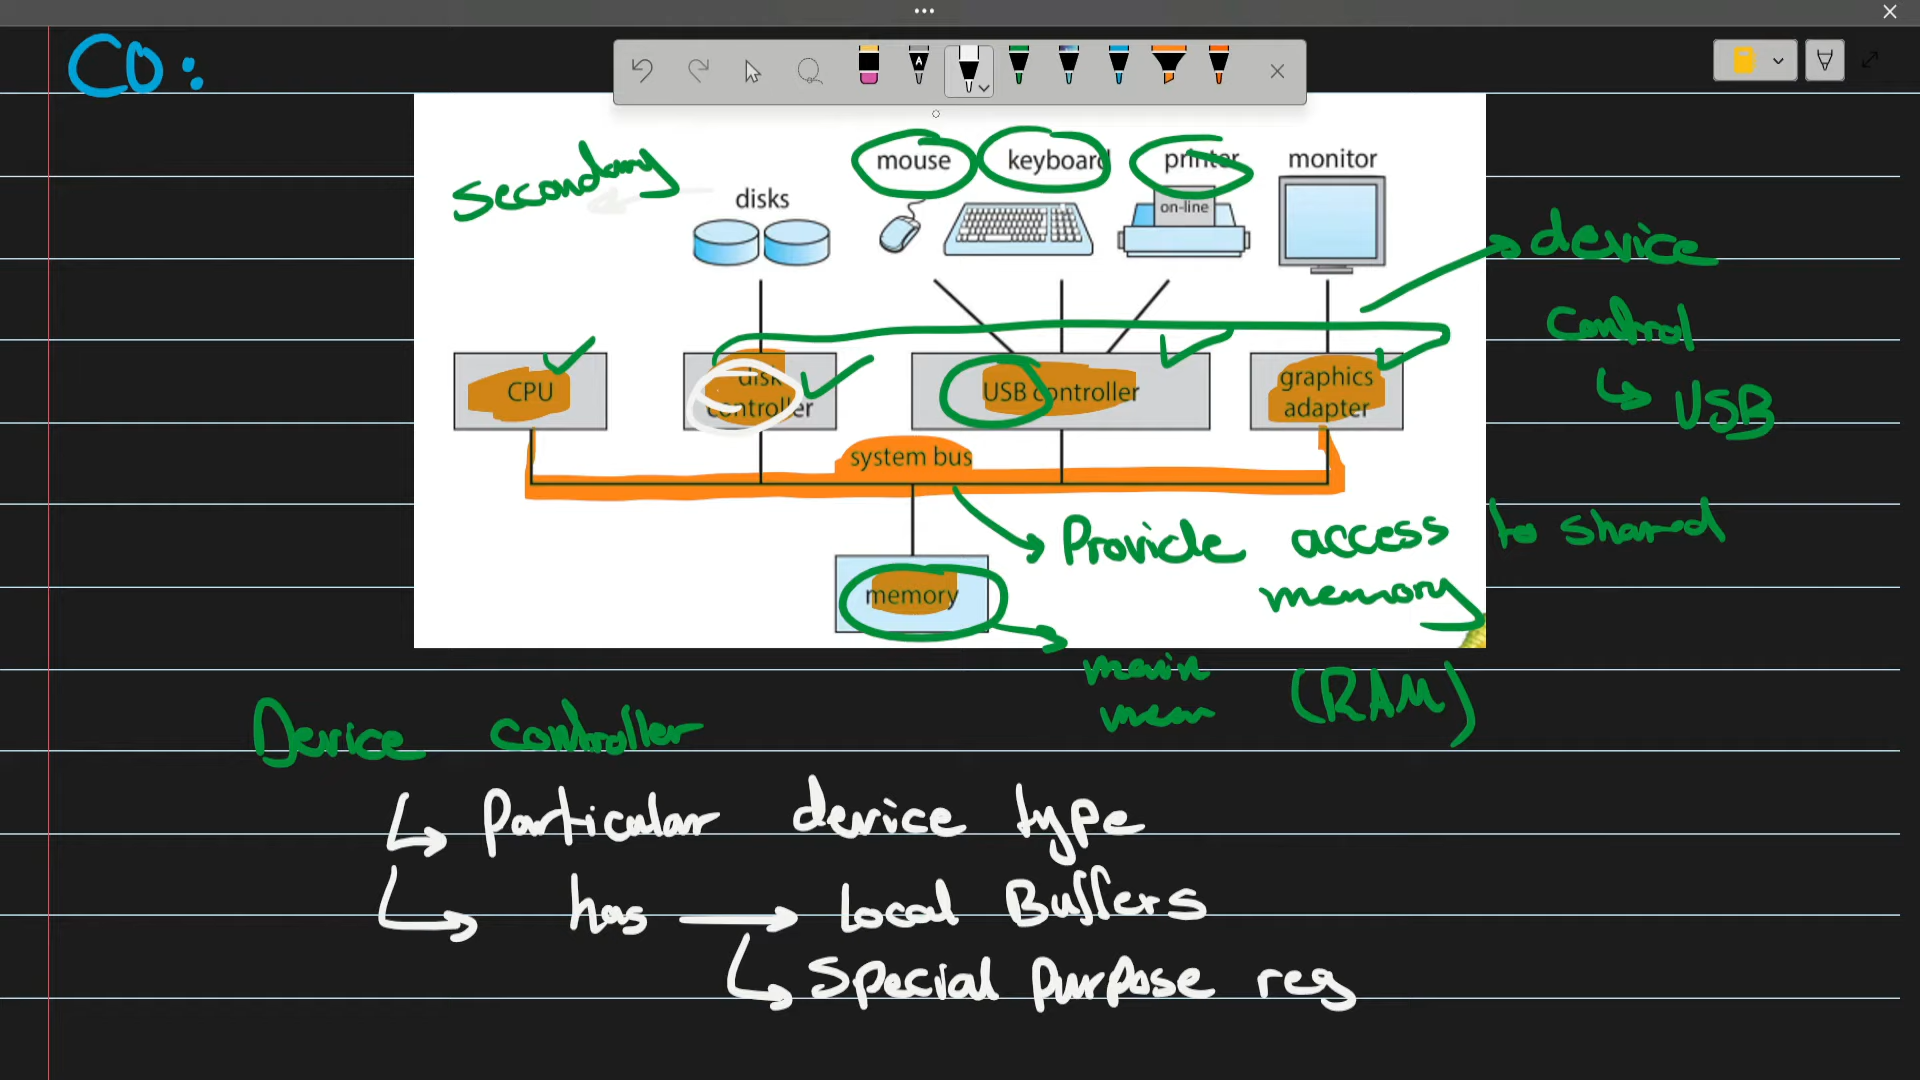 CO:
A
secondary
mouse keyboard printer monitor
disks
on-line
device
control
USB
CPU
disk
controller
USB controller
graphics
adapter
system bus
Provide access to shared
memory
memory
main
mem
(RAM)
Device controller
Particular device type
has → Local Buffers
Special Purpose reg